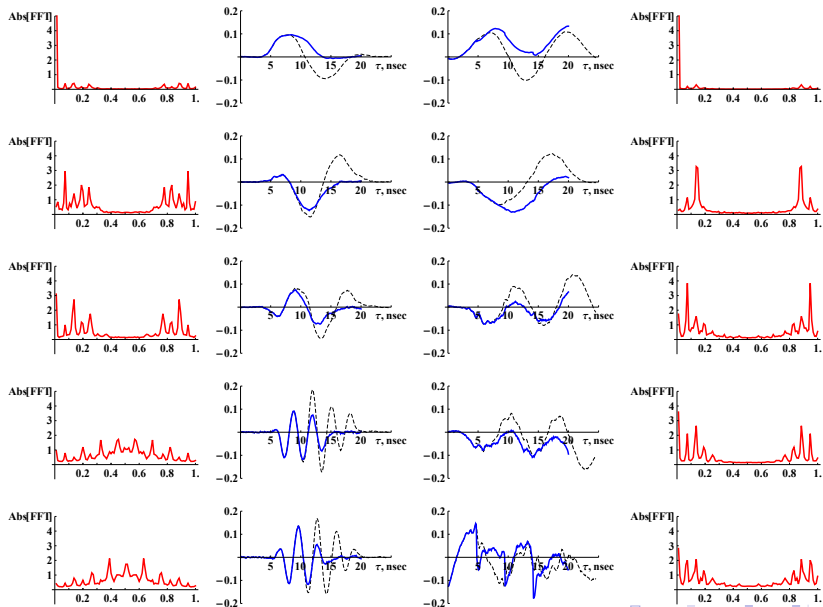 Abs[FFT] 0.2 0.2 Abs[FFT]
4 0.1 0.1 4
3 3
2 5 10 15 20 τ, nsec 5 10 15 20 τ, nsec 2
1 −0.1 −0.1 1
0.2 0.4 0.6 0.8 1. −0.2 −0.2 0.2 0.4 0.6 0.8 1.
Abs[FFT] 0.2 0.2 Abs[FFT]
4 0.1 0.1 4
3 3
2 5 10 15 20 τ, nsec 5 10 15 20 τ, nsec 2
1 −0.1 −0.1 1
0.2 0.4 0.6 0.8 1. −0.2 −0.2 0.2 0.4 0.6 0.8 1.
Abs[FFT] 0.2 0.2 Abs[FFT]
4 0.1 0.1 4
3 3
2 5 10 15 20 τ, nsec 5 10 15 20 τ, nsec 2
1 −0.1 −0.1 1
0.2 0.4 0.6 0.8 1. −0.2 −0.2 0.2 0.4 0.6 0.8 1.
Abs[FFT] 0.2 0.2 Abs[FFT]
4 0.1 0.1 4
3 3
2 5 10 15 20 τ, nsec 5 10 15 20 τ, nsec 2
1 −0.1 −0.1 1
0.2 0.4 0.6 0.8 1. −0.2 −0.2 0.2 0.4 0.6 0.8 1.
Abs[FFT] 0.2 0.2 Abs[FFT]
4 0.1 0.1 4
3 3
2 5 10 15 20 τ, nsec 5 10 15 20 τ, nsec 2
1 −0.1 −0.1 1
0.2 0.4 0.6 0.8 1. −0.2 −0.2 0.2 0.4 0.6 0.8 1.